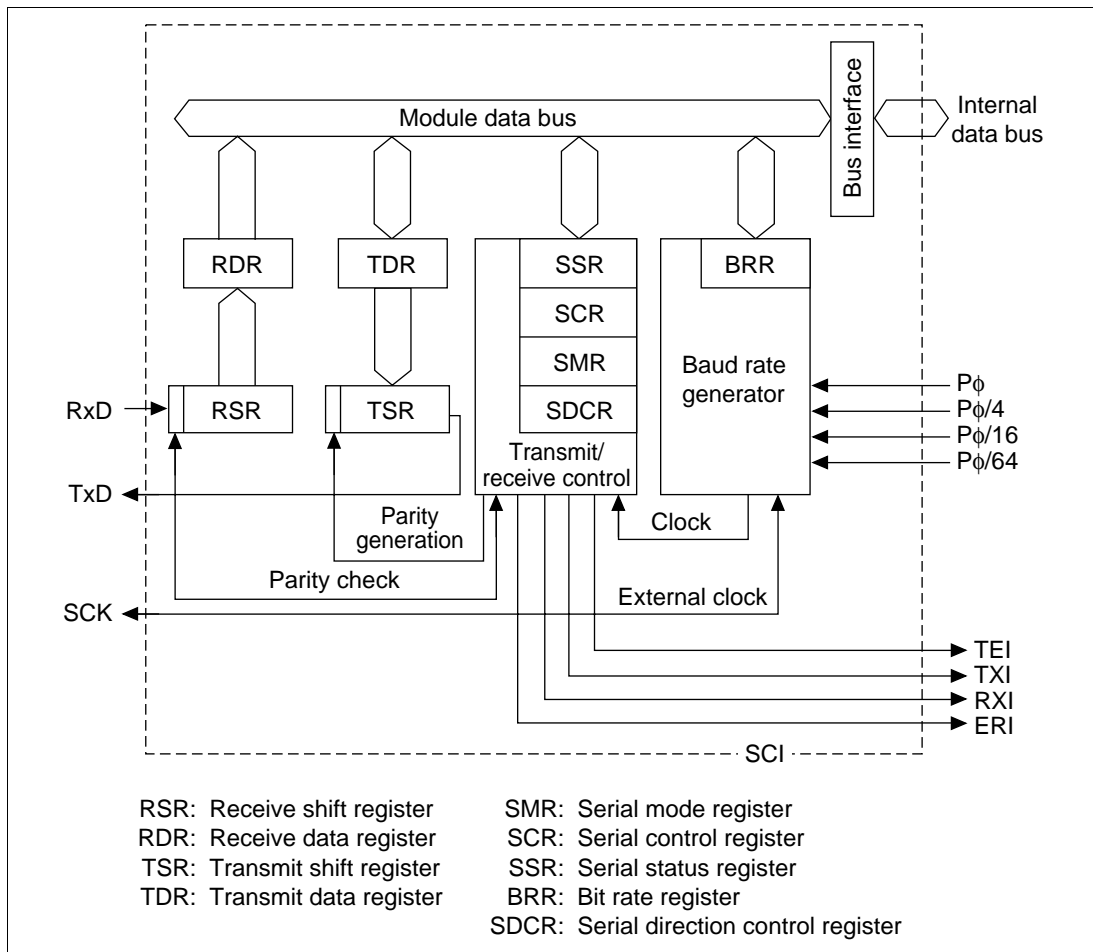 Module data bus
Bus interface
Internal
data bus
RDR
TDR
SSR
BRR
SCR
SMR
Baud rate
generator
RxD
RSR
TSR
SDCR
Pϕ
Pϕ/4
Pϕ/16
Pϕ/64
Transmit/
receive control
TxD
Parity
generation
Clock
Parity check
SCK
External clock
TEI
TXI
RXI
ERI
SCI
RSR: Receive shift register
RDR: Receive data register
TSR: Transmit shift register
TDR: Transmit data register
SMR: Serial mode register
SCR: Serial control register
SSR: Serial status register
BRR: Bit rate register
SDCR: Serial direction control register